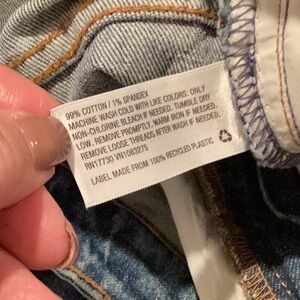 99% COTTON / 1% SPANDEX
MACHINE WASH COLD WITH LIKE COLORS. ONLY
NON-CHLORINE BLEACH IF NEEDED. TUMBLE DRY
LOW. REMOVE PROMPTLY. WARM IRON IF NEEDED.
REMOVE LOOSE THREADS AFTER WASH IF NEEDED.
RN17730 VN1083275
LABEL MADE FROM 100% RECYCLED PLASTIC